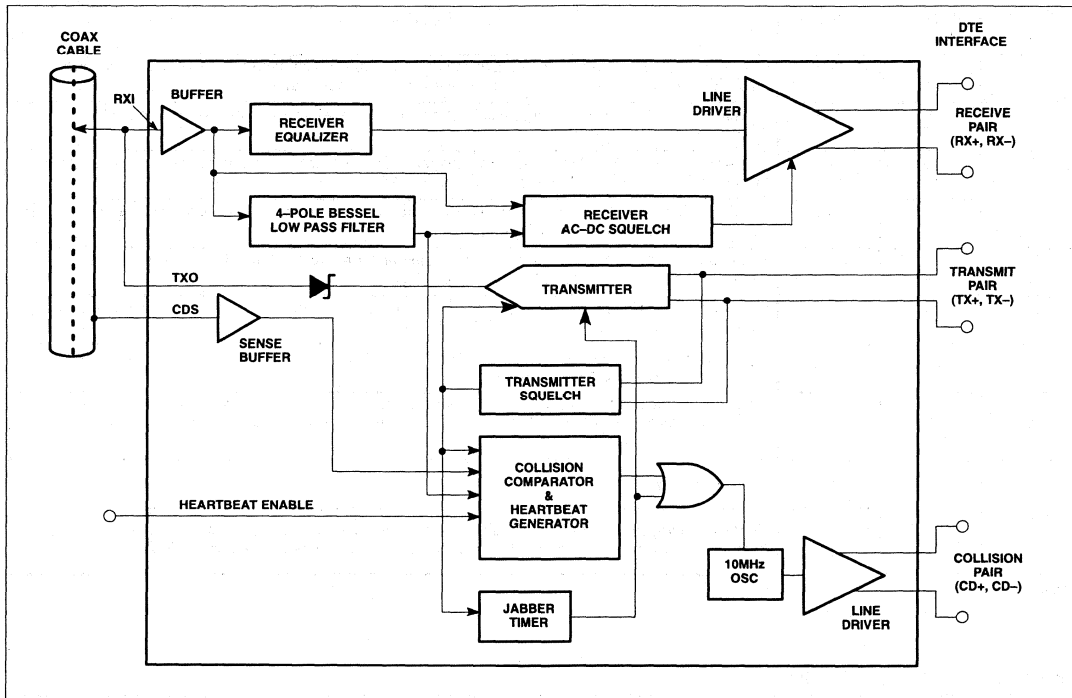 COAX
CABLE
DTE
INTERFACE
RXI
BUFFER
RECEIVER
EQUALIZER
LINE
DRIVER
RECEIVE
PAIR
(RX+, RX–)
4–POLE BESSEL
LOW PASS FILTER
RECEIVER
AC–DC SQUELCH
TXO
TRANSMITTER
TRANSMIT
PAIR
(TX+, TX–)
CDS
SENSE
BUFFER
TRANSMITTER
SQUELCH
COLLISION
COMPARATOR
&
HEARTBEAT
GENERATOR
HEARTBEAT ENABLE
10MHz
OSC
COLLISION
PAIR
(CD+, CD–)
LINE
DRIVER
JABBER
TIMER